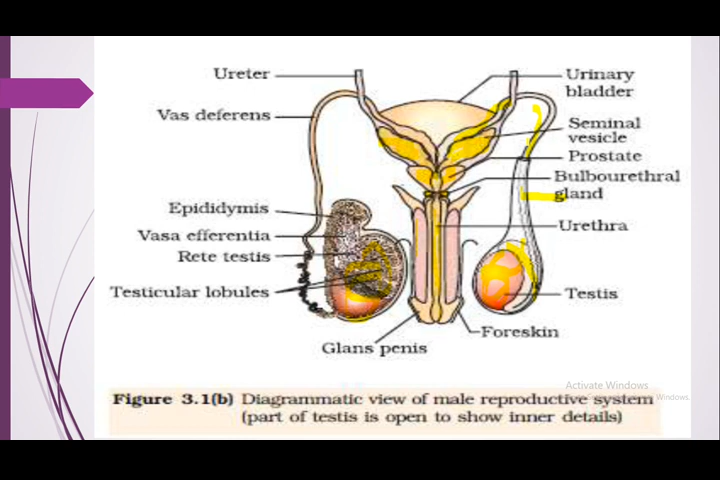 Ureter
Vas deferens
Epididymis
Vasa efferentia
Rete testis
Testicular lobules
Glans penis
Urinary
bladder
Seminal
vesicle
Prostate
Bulbourethral
gland
Urethra
Testis
Foreskin
Activate Windows
Windows.
Figure 3.1(b) Diagrammatic view of male reproductive system
(part of testis is open to show inner details)